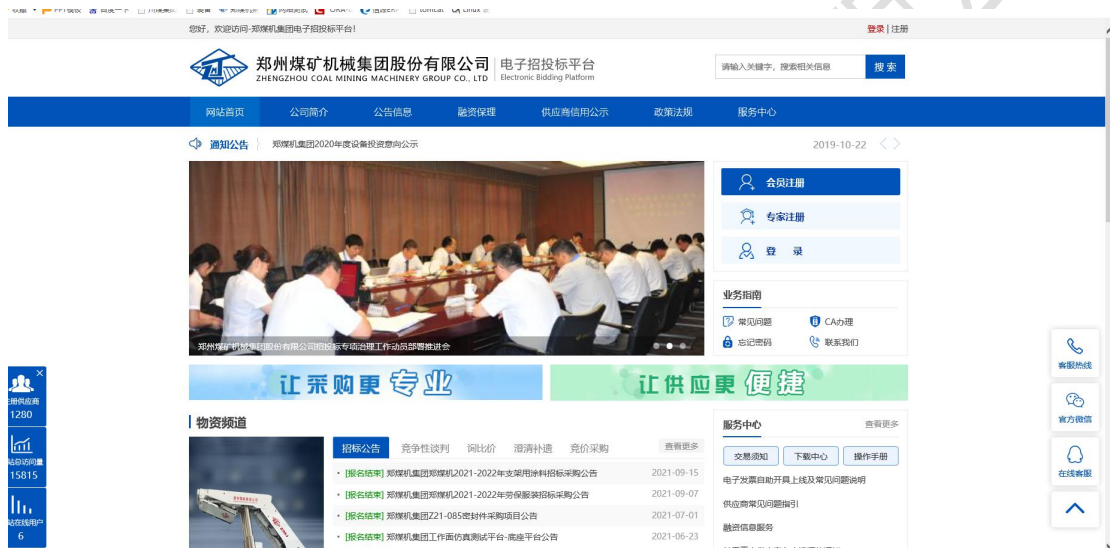 您好，欢迎访问-郑煤机集团电子招投标平台!
登录 | 注册
郑州煤矿机械集团股份有限公司
ZHENGZHOU COAL MINING MACHINERY GROUP CO., LTD
电子招投标平台
Electronic Bidding Platform
请输入关键字，搜索相关信息
搜 索
网站首页 公司简介 公告信息 融资保理 供应商信用公示 政策法规 服务中心
通知公告 郑煤机集团2020年度设备投资意向公示 2019-10-22
会员注册
专家注册
登 录
业务指南
常见问题 CA办理
忘记密码 联系我们
郑州煤矿机械集团股份有限公司招投标专项治理工作动员部署推进会
让采购更专业
让供应更便捷
客服热线
官方微信
在线客服
1280
15815
6
物资频道
招标公告 竞争性谈判 询比价 澄清补遗 竞价采购 查看更多
[报名结束] 郑煤机集团郑煤机2021-2022年支架用涂料招标采购公告 2021-09-15
[报名结束] 郑煤机集团郑煤机2021-2022年劳保服装招标采购公告 2021-09-07
[报名结束] 郑煤机集团Z21-085密封件采购项目公告 2021-07-01
[报名结束] 郑煤机集团工作面仿真测试平台-底座平台公告 2021-06-23
服务中心 查看更多
交易须知 下载中心 操作手册
电子发票自助开具上线及常见问题说明
供应商常见问题指引
融资信息服务